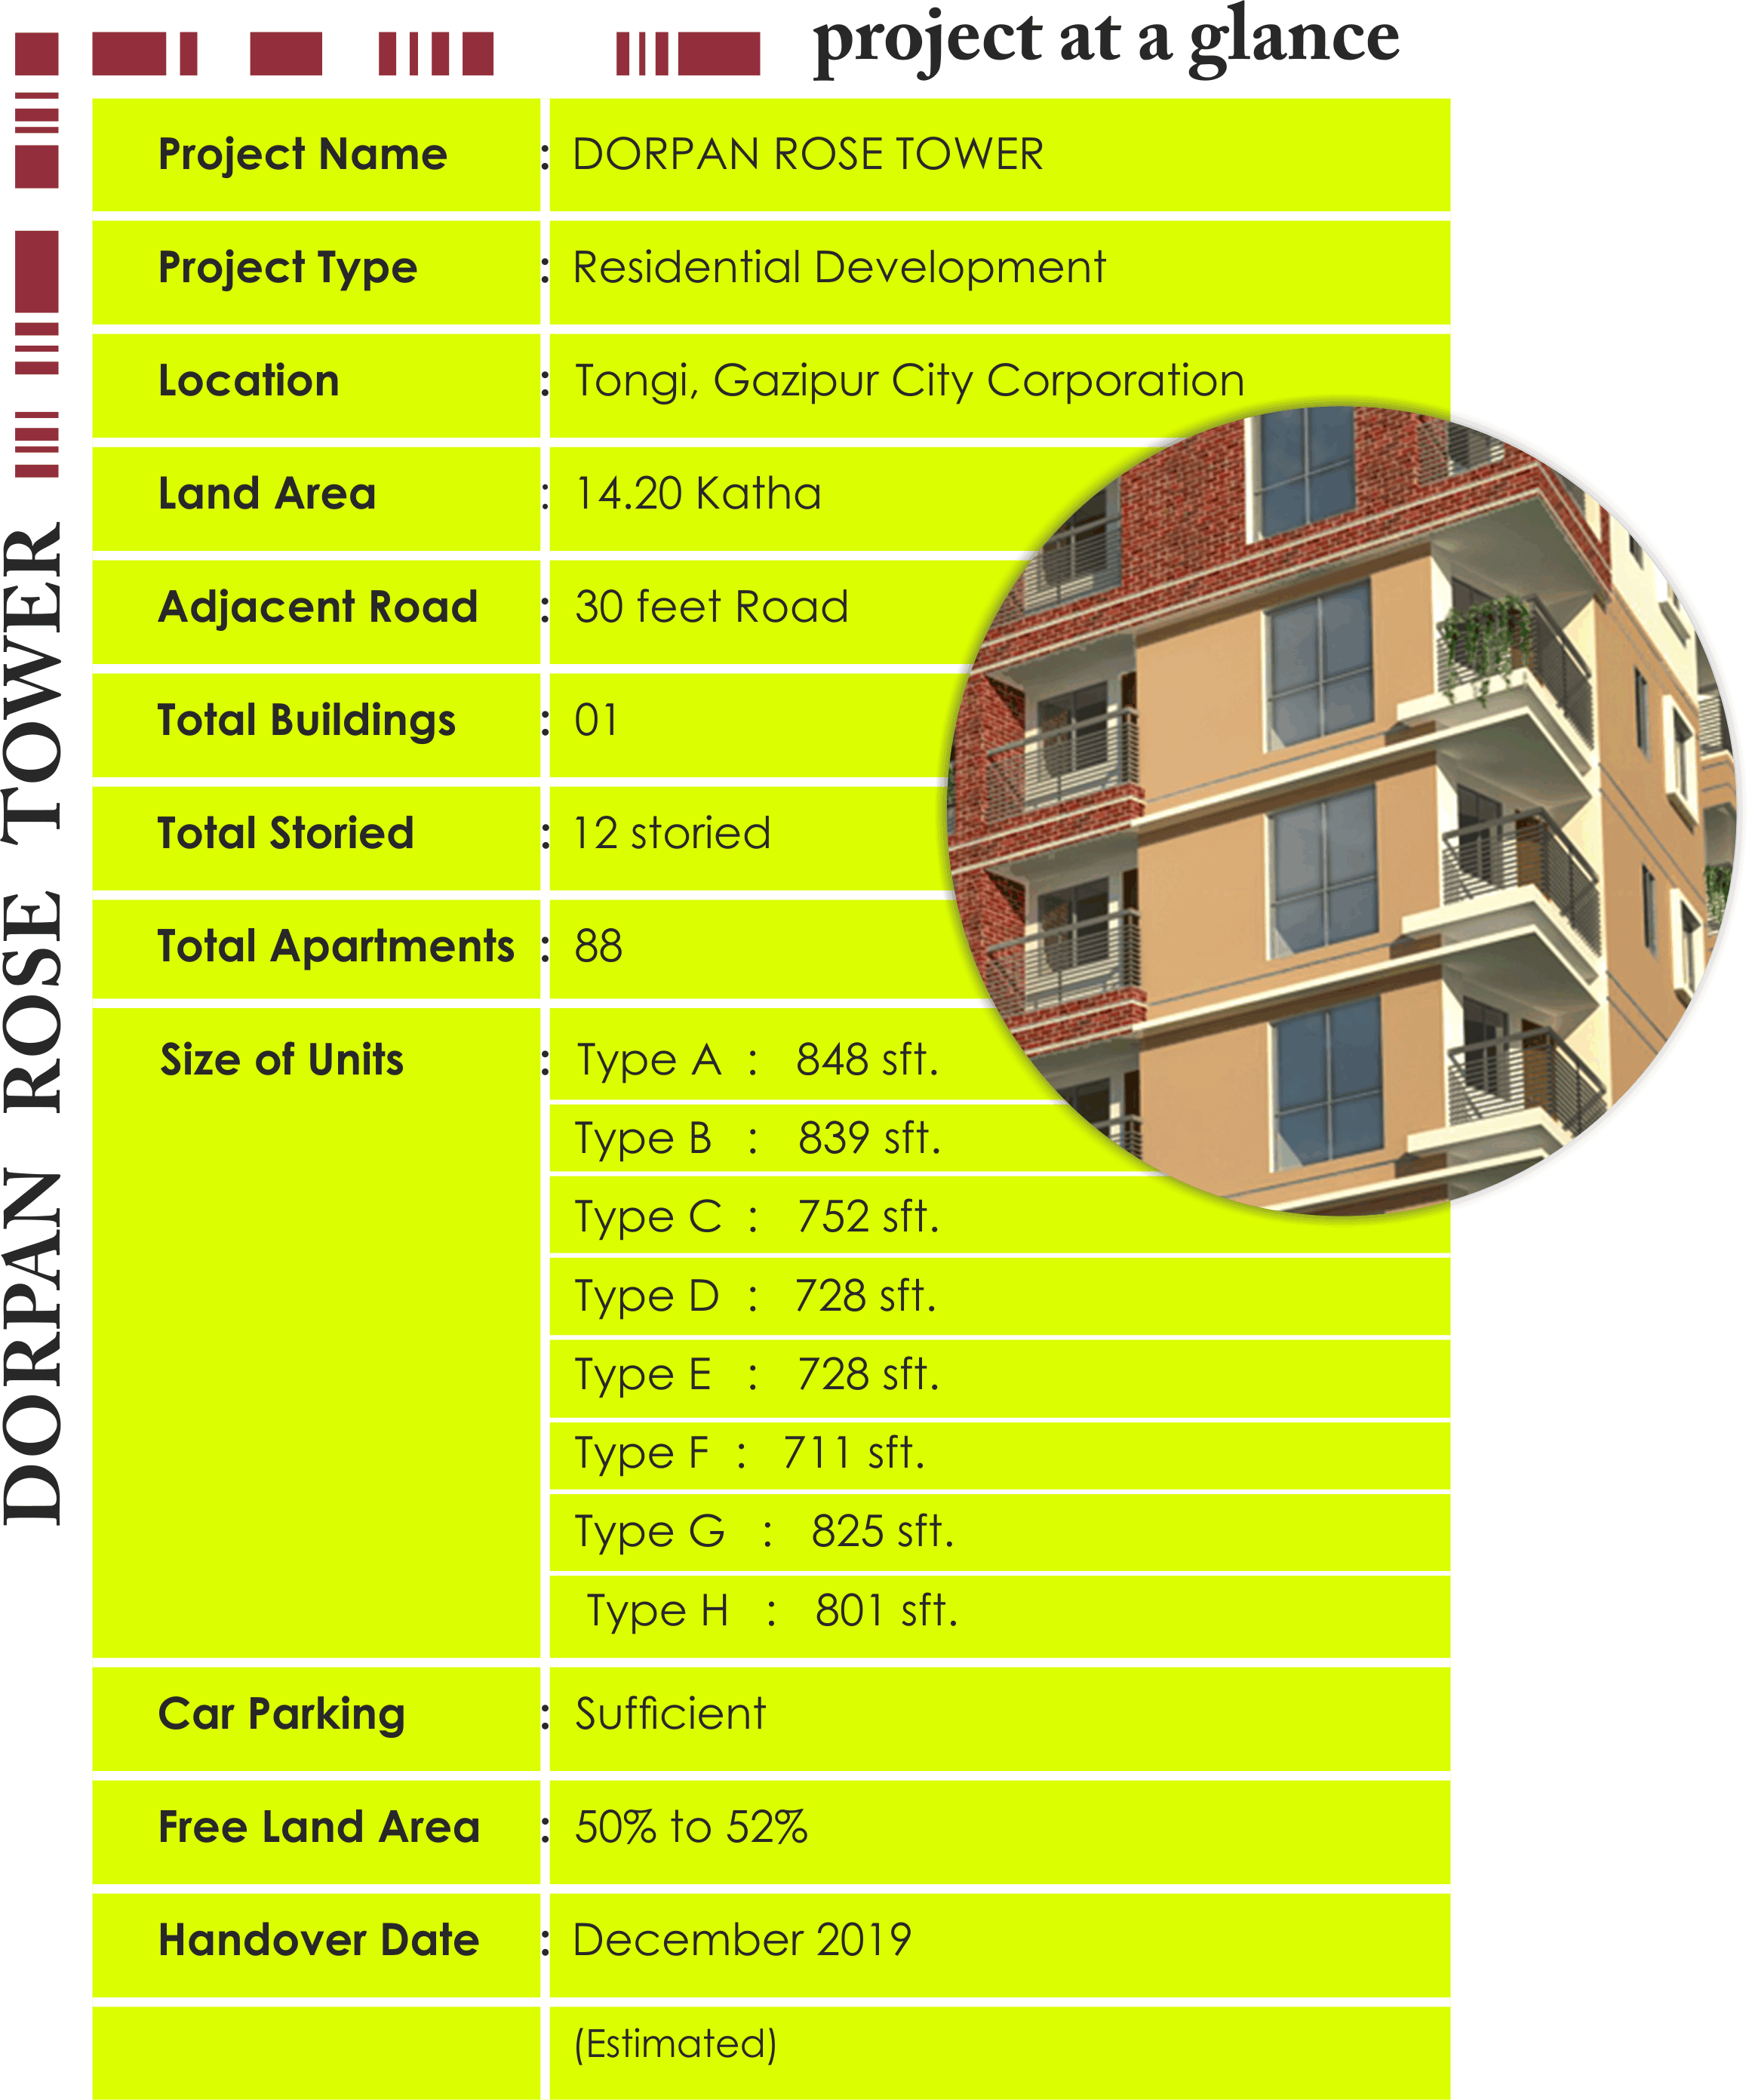 project at a glance
DORPAN ROSE TOWER
Project Name : DORPAN ROSE TOWER
Project Type : Residential Development
Location : Tongi, Gazipur City Corporation
Land Area : 14.20 Katha
Adjacent Road : 30 feet Road
Total Buildings : 01
Total Storied : 12 storied
Total Apartments : 88
Size of Units : Type A : 848 sft.
Type B : 839 sft.
Type C : 752 sft.
Type D : 728 sft.
Type E : 728 sft.
Type F : 711 sft.
Type G : 825 sft.
Type H : 801 sft.
Car Parking : Sufficient
Free Land Area : 50% to 52%
Handover Date : December 2019
(Estimated)